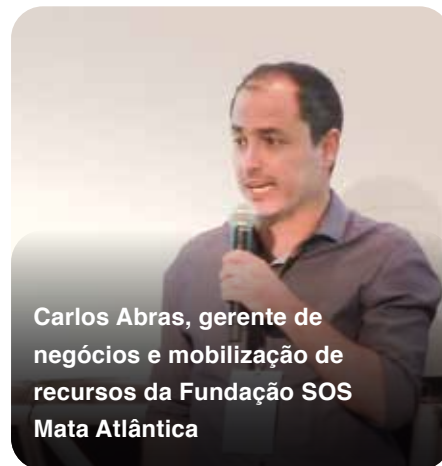 Carlos Abras, gerente de
negócios e mobilização de
recursos da Fundação SOS
Mata Atlântica